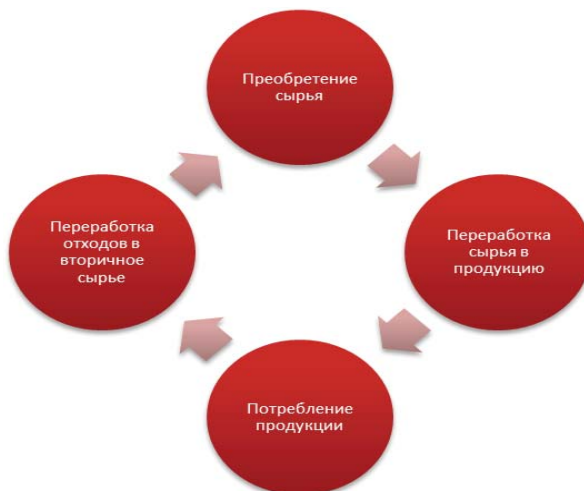 Преобретение
сырья
Переработка
сырья в
продукцию
Потребление
продукции
Переработка
отходов в
вторичное
сырье